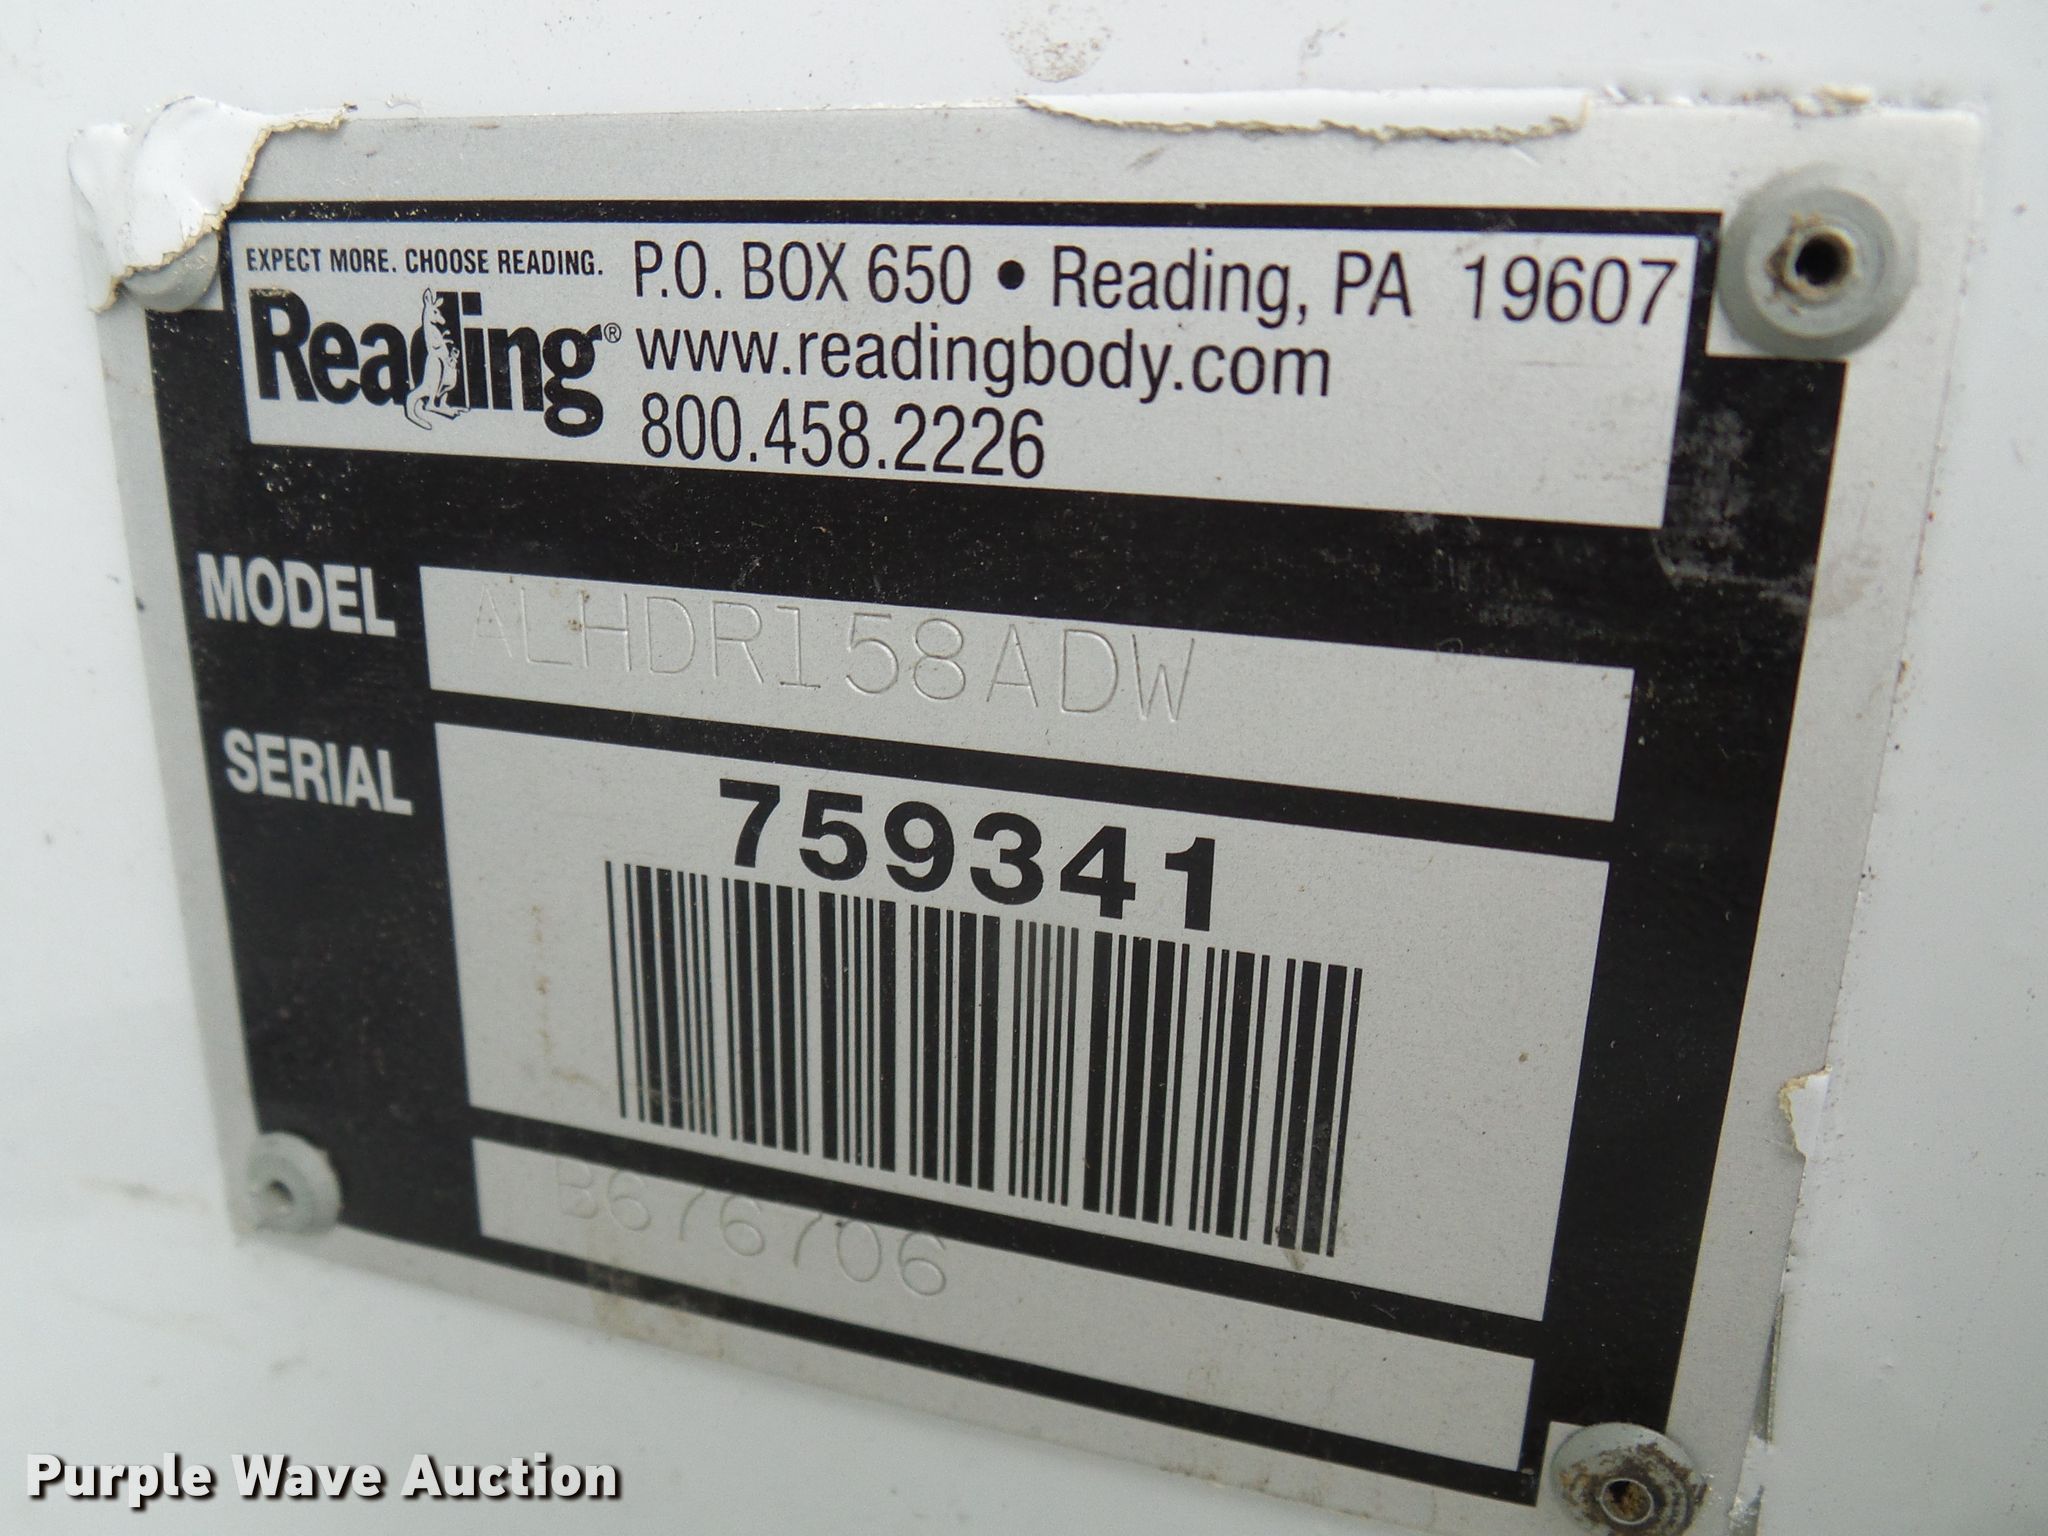 EXPECT MORE. CHOOSE READING.
Reading®
P.O. BOX 650 • Reading, PA 19607
www.readingbody.com
800.458.2226
MODEL ALHDR158ADW
SERIAL 759341
B676706
Purple Wave Auction